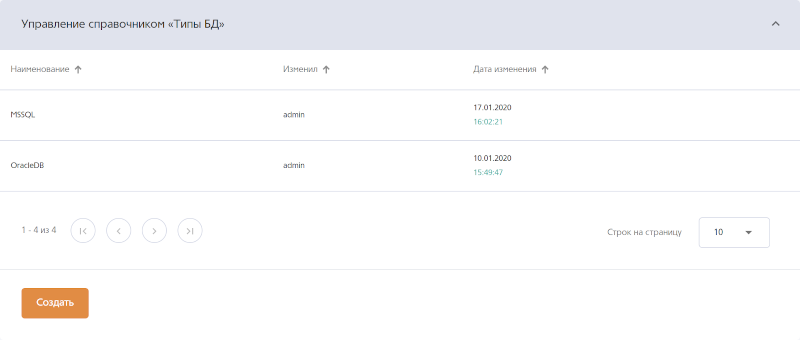 Управление справочником «Типы БД»
Наименование Изменил Дата изменения
MSSQL admin 17.01.2020
16:02:21
OracleDB admin 10.01.2020
15:49:47
1 - 4 из 4 Строк на страницу 10
Создать